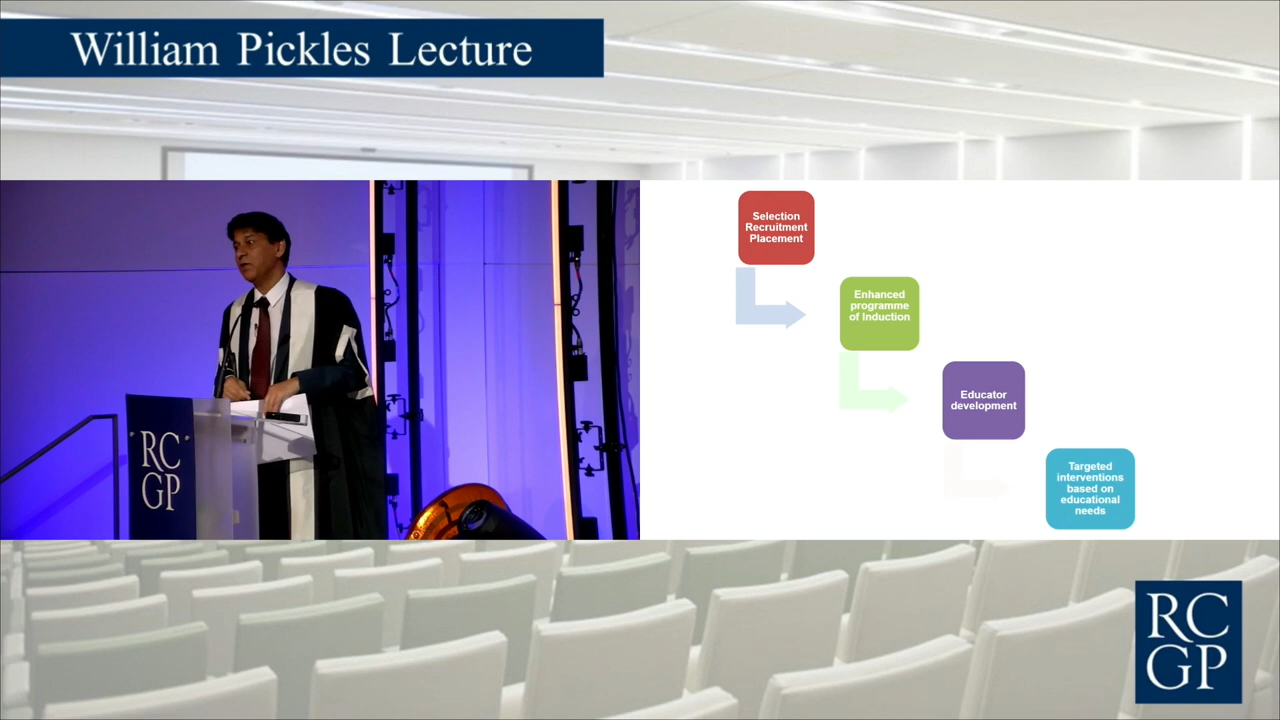 William Pickles Lecture
RC
GP
Selection
Recruitment
Placement
Enhanced
programme
of Induction
Educator
development
Targeted
interventions
based on
educational
needs
RC
GP